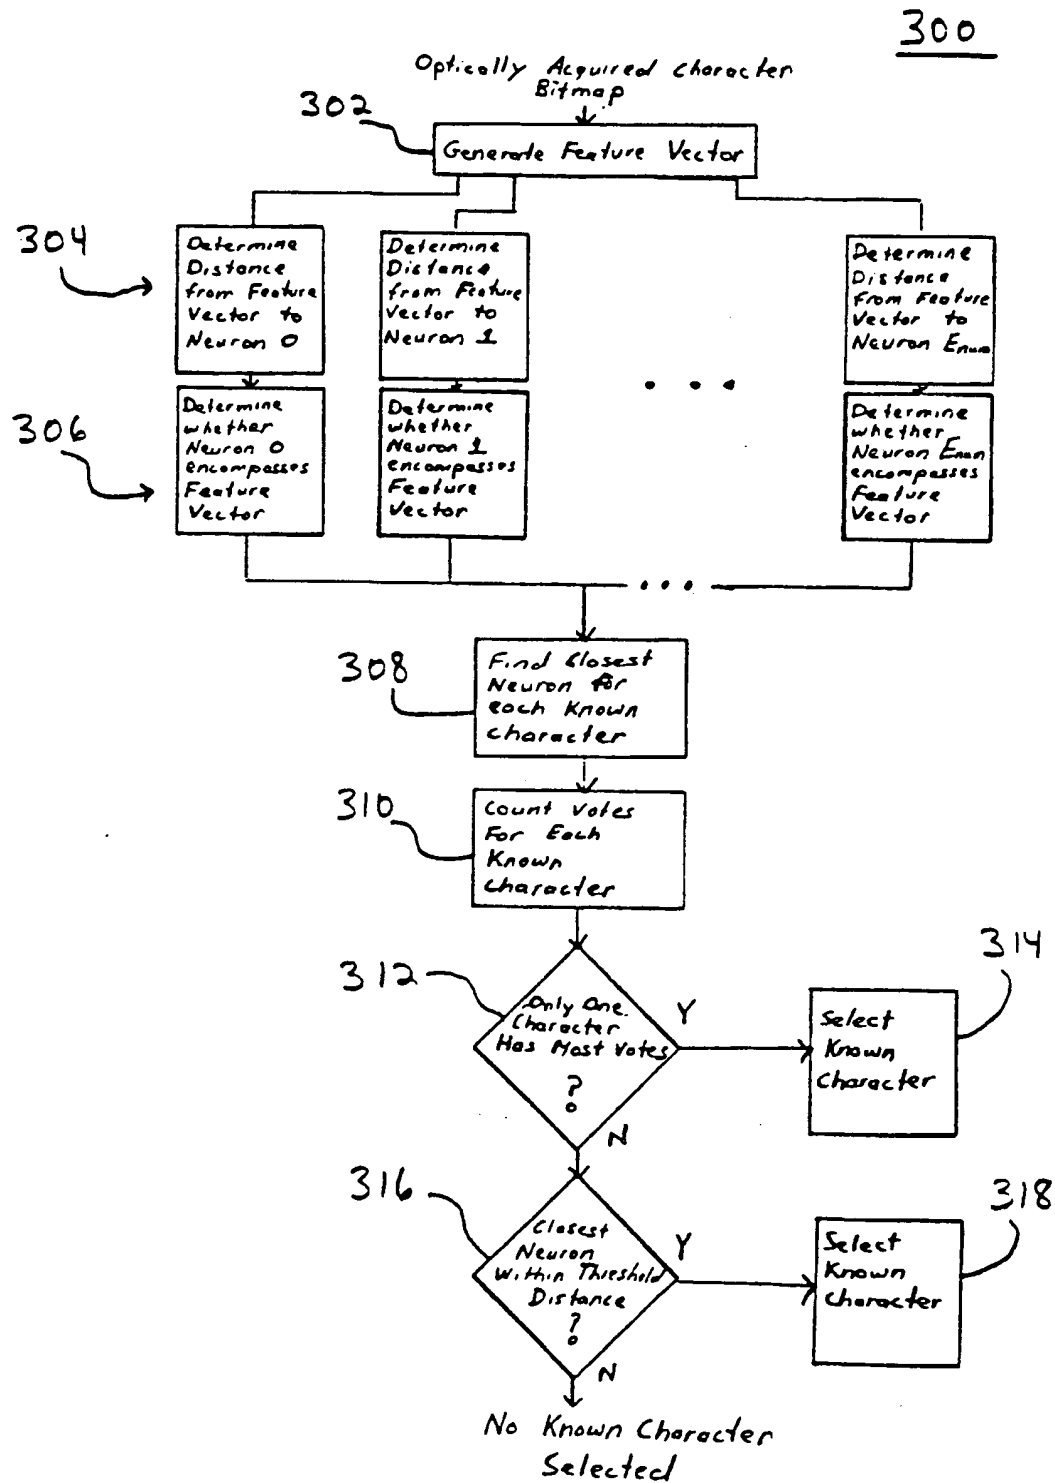 300
Optically Acquired Character
Bitmap
302
Generate Feature Vector
304
Determine
Distance
from Feature
Vector to
Neuron 0
Determine
Distance
from Feature
Vector to
Neuron 1
Determine
Distance
From Feature
Vector to
Neuron Enum
. . .
306
Determine
whether
Neuron 0
encompasses
Feature
Vector
Determine
whether
Neuron 1
encompasses
Feature
Vector
Determine
whether
Neuron Enum
encompasses
Feature
Vector
. . .
308
Find Closest
Neuron for
each Known
character
310
Count Votes
For Each
Known
Character
312
Only One
Character
Has Most Votes
?
Y
N
314
Select
Known
Character
316
Closest
Neuron
Within Threshold
Distance
?
Y
N
318
Select
Known
Character
No Known Character
Selected